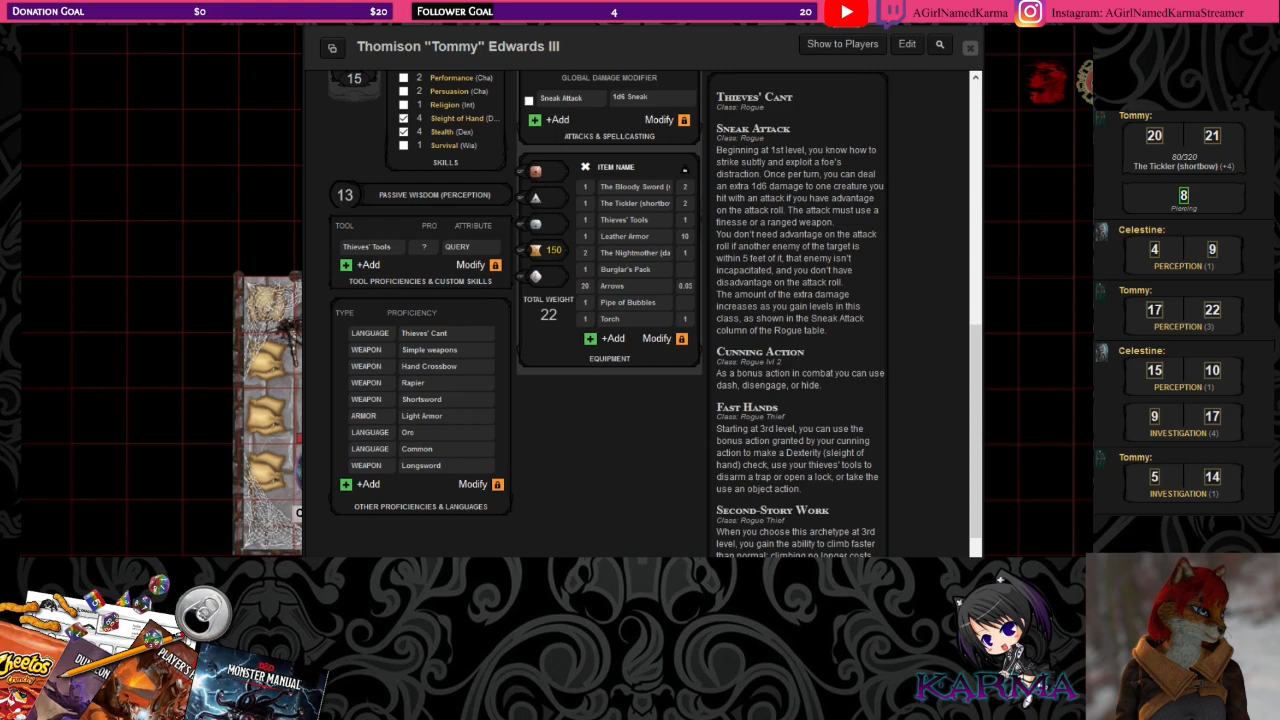 Donation Goal $0 $20 Follower Goal 4 20 AGirlNamedKarma Instagram: AGirlNamedKarmaStreamer
Thomison "Tommy" Edwards III
Show to Players Edit
15
2 Performance (Cha)
2 Persuasion (Cha)
1 Religion (Int)
4 Sleight of Hand (D...
4 Stealth (Dex)
1 Survival (Wis)
SKILLS
13 PASSIVE WISDOM (PERCEPTION)
TOOL PRO ATTRIBUTE
Thieves' Tools ? QUERY
+Add Modify
TOOL PROFICIENCIES & CUSTOM SKILLS
TYPE PROFICIENCY
LANGUAGE Thieves' Cant
WEAPON Simple weapons
WEAPON Hand Crossbow
WEAPON Rapier
WEAPON Shortsword
ARMOR Light Armor
LANGUAGE Orc
LANGUAGE Common
WEAPON Longsword
+Add Modify
OTHER PROFICIENCIES & LANGUAGES
GLOBAL DAMAGE MODIFIER
Sneak Attack 1d6 Sneak
+Add Modify
ATTACKS & SPELLCASTING
150
TOTAL WEIGHT
22
ITEM NAME
1 The Bloody Sword ( 2
1 The Tickler (shortbo 2
1 Thieves' Tools 1
1 Leather Armor 10
2 The Nightmother (da 1
1 Burglar's Pack
20 Arrows 0.05
1 Pipe of Bubbles
1 Torch 1
+Add Modify
EQUIPMENT
Thieves' Cant
Class: Rogue
Sneak Attack
Class: Rogue
Beginning at 1st level, you know how to
strike subtly and exploit a foe's
distraction. Once per turn, you can deal
an extra 1d6 damage to one creature you
hit with an attack if you have advantage
on the attack roll. The attack must use a
finesse or a ranged weapon.
You don't need advantage on the attack
roll if another enemy of the target is
within 5 feet of it, that enemy isn't
incapacitated, and you don't have
disadvantage on the attack roll.
The amount of the extra damage
increases as you gain levels in this
class, as shown in the Sneak Attack
column of the Rogue table.
Cunning Action
Class: Rogue lvl 2
As a bonus action in combat you can use
dash, disengage, or hide.
Fast Hands
Class: Rogue Thief
Starting at 3rd level, you can use the
bonus action granted by your cunning
action to make a Dexterity (sleight of
hand) check, use your thieves' tools to
disarm a trap or open a lock, or take the
use an object action.
Second-Story Work
Class: Rogue Thief
When you choose this archetype at 3rd
level, you gain the ability to climb faster
than normal; climbing no longer costs
Tommy:
20 21
80/320
The Tickler (shortbow) (+4)
8
Piercing
Celestine:
4 9
PERCEPTION (1)
Tommy:
17 22
PERCEPTION (3)
Celestine:
15 10
PERCEPTION (1)
9 17
INVESTIGATION (4)
Tommy:
5 14
INVESTIGATION (1)
Cheetos
Crunchy
MONSTER MANUAL
KARMA